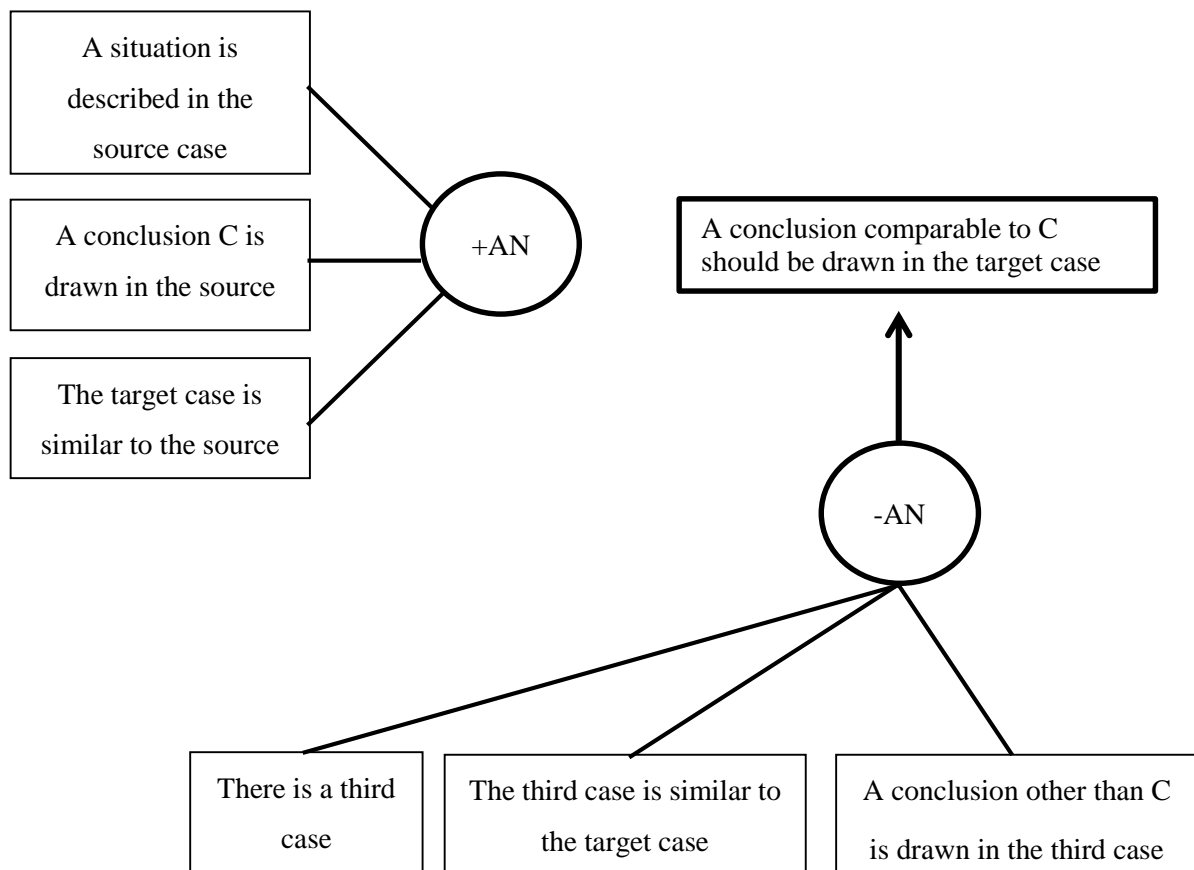 A situation is
described in the
source case
A conclusion C is
drawn in the source
The target case is
similar to the source
+AN
A conclusion comparable to C
should be drawn in the target case
-AN
There is a third
case
The third case is similar to
the target case
A conclusion other than C
is drawn in the third case